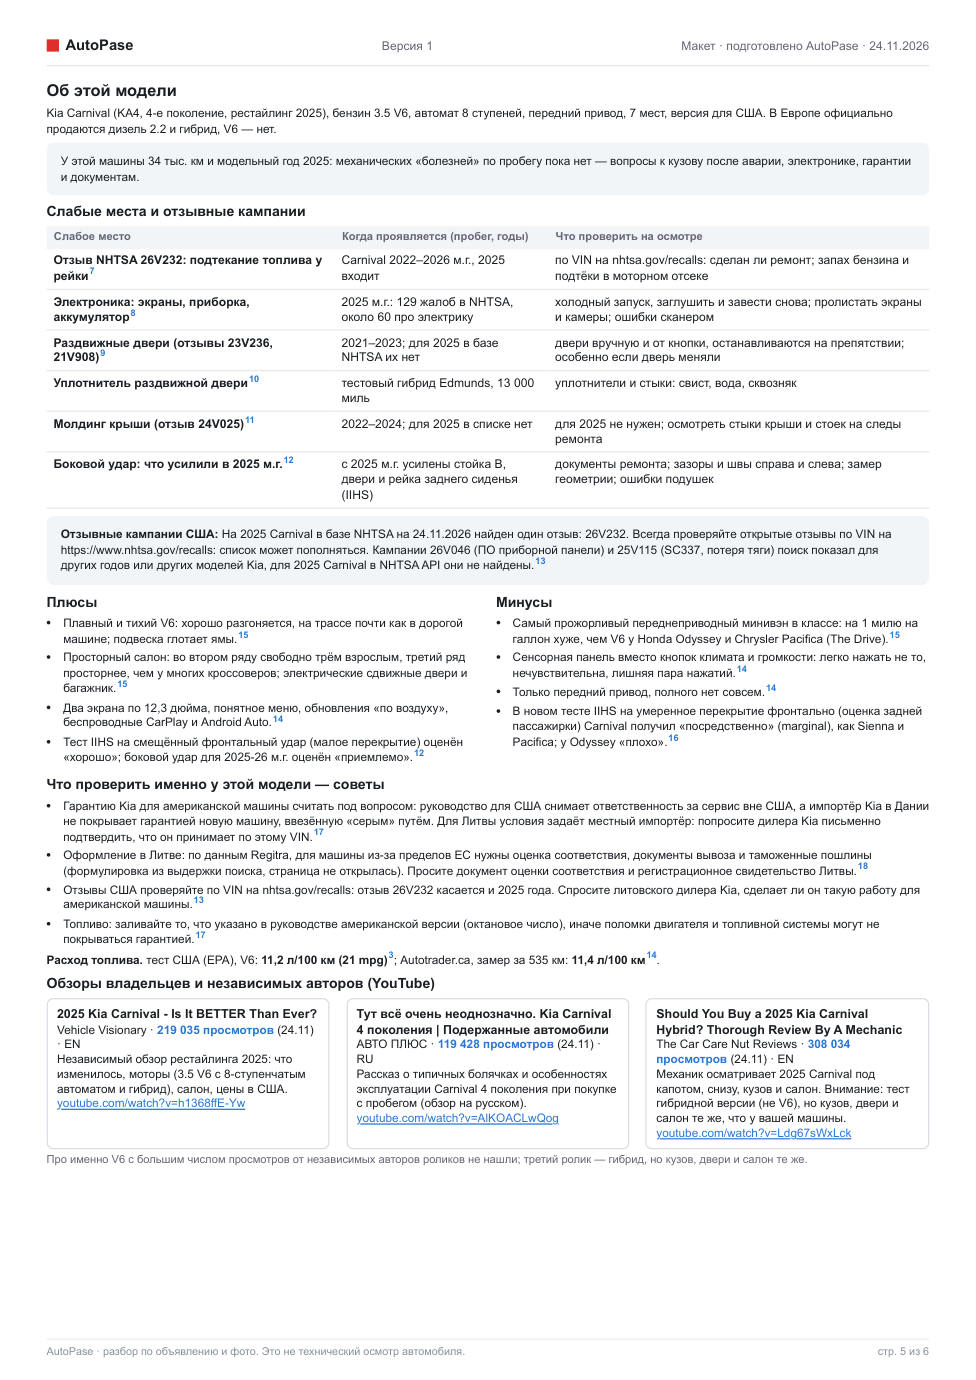 AutoPase
Версия 1
Макет · подготовлено AutoPase · 24.11.2026
Об этой модели
Kia Carnival (KA4, 4-е поколение, рестайлинг 2025), бензин 3.5 V6, автомат 8 ступеней, передний привод, 7 мест, версия для США. В Европе официально
продаются дизель 2.2 и гибрид, V6 — нет.
У этой машины 34 тыс. км и модельный год 2025: механических «болезней» по пробегу пока нет — вопросы к кузову после аварии, электронике, гарантии
и документам.
Слабые места и отзывные кампании
Слабое место
Когда проявляется (пробег, годы)
Что проверить на осмотре
Отзыв NHTSA 26V232: подтекание топлива у
рейки 7
Carnival 2022–2026 м.г., 2025
входит
по VIN на nhtsa.gov/recalls: сделан ли ремонт; запах бензина и
подтёки в моторном отсеке
Электроника: экраны, приборка,
аккумулятор 8
2025 м.г.: 129 жалоб в NHTSA,
около 60 про электрику
холодный запуск, заглушить и завести снова; пролистать экраны
и камеры; ошибки сканером
Раздвижные двери (отзывы 23V236,
21V908) 9
2021–2023; для 2025 в базе
NHTSA их нет
двери вручную и от кнопки, останавливаются на препятствии;
особенно если дверь меняли
Уплотнитель раздвижной двери 10
тестовый гибрид Edmunds, 13 000
миль
уплотнители и стыки: свист, вода, сквозняк
Молдинг крыши (отзыв 24V025) 11
2022–2024; для 2025 в списке нет
для 2025 не нужен; осмотреть стыки крыши и стоек на следы
ремонта
Боковой удар: что усилили в 2025 м.г. 12
с 2025 м.г. усилены стойка B,
двери и рейка заднего сиденья
(IIHS)
документы ремонта; зазоры и швы справа и слева; замер
геометрии; ошибки подушек
Отзывные кампании США: На 2025 Carnival в базе NHTSA на 24.11.2026 найден один отзыв: 26V232. Всегда проверяйте открытые отзывы по VIN на
https://www.nhtsa.gov/recalls: список может пополняться. Кампании 26V046 (ПО приборной панели) и 25V115 (SC337, потеря тяги) поиск показал для
других годов или других моделей Kia, для 2025 Carnival в NHTSA API они не найдены. 13
Плюсы
• Плавный и тихий V6: хорошо разгоняется, на трассе почти как в дорогой
машине; подвеска глотает ямы. 15
• Просторный салон: во втором ряду свободно трём взрослым, третий ряд
просторнее, чем у многих кроссоверов; электрические сдвижные двери и
багажник. 15
• Два экрана по 12,3 дюйма, понятное меню, обновления «по воздуху»,
беспроводные CarPlay и Android Auto. 14
• Тест IIHS на смещённый фронтальный удар (малое перекрытие) оценён
«хорошо»; боковой удар для 2025-26 м.г. оценён «приемлемо». 12
Минусы
• Самый прожорливый переднеприводный минивэн в классе: на 1 милю на
галлон хуже, чем V6 у Honda Odyssey и Chrysler Pacifica (The Drive). 15
• Сенсорная панель вместо кнопок климата и громкости: легко нажать не то,
нечувствительна, лишняя пара нажатий. 14
• Только передний привод, полного нет совсем. 14
• В новом тесте IIHS на умеренное перекрытие фронтально (оценка задней
пассажирки) Carnival получил «посредственно» (marginal), как Sienna и
Pacifica; у Odyssey «плохо». 16
Что проверить именно у этой модели — советы
• Гарантию Kia для американской машины считать под вопросом: руководство для США снимает ответственность за сервис вне США, а импортёр Kia в Дании
не покрывает гарантией новую машину, ввезённую «серым» путём. Для Литвы условия задаёт местный импортёр: попросите дилера Kia письменно
подтвердить, что он принимает по этому VIN. 17
• Оформление в Литве: по данным Regitra, для машины из-за пределов ЕС нужны оценка соответствия, документы вывоза и таможенные пошлины
(формулировка из выдержки поиска, страница не открылась). Просите документ оценки соответствия и регистрационное свидетельство Литвы. 18
• Отзывы США проверяйте по VIN на nhtsa.gov/recalls: отзыв 26V232 касается и 2025 года. Спросите литовского дилера Kia, сделает ли он такую работу для
американской машины. 13
• Топливо: заливайте то, что указано в руководстве американской версии (октановое число), иначе поломки двигателя и топливной системы могут не
покрываться гарантией. 17
Расход топлива. тест США (EPA), V6: 11,2 л/100 км (21 mpg) 3; Autotrader.ca, замер за 535 км: 11,4 л/100 км 14.
Обзоры владельцев и независимых авторов (YouTube)
2025 Kia Carnival - Is It BETTER Than Ever?
Vehicle Visionary · 219 035 просмотров (24.11)
· EN
Независимый обзор рестайлинга 2025: что
изменилось, моторы (3.5 V6 с 8-ступенчатым
автоматом и гибрид), салон, цены в США.
youtube.com/watch?v=h1368ffE-Yw
Тут всё очень неоднозначно. Kia Carnival
4 поколения | Подержанные автомобили
АВТО ПЛЮС · 119 428 просмотров (24.11) ·
RU
Рассказ о типичных болячках и особенностях
эксплуатации Carnival 4 поколения при покупке
с пробегом (обзор на русском).
youtube.com/watch?v=AlKOACLwQog
Should You Buy a 2025 Kia Carnival
Hybrid? Thorough Review By A Mechanic
The Car Care Nut Reviews · 308 034
просмотров (24.11) · EN
Механик осматривает 2025 Carnival под
капотом, снизу, кузов и салон. Внимание: тест
гибридной версии (не V6), но кузов, двери и
салон те же, что у вашей машины.
youtube.com/watch?v=Ldg67sWxLck
Про именно V6 с большим числом просмотров от независимых авторов роликов не нашли; третий ролик — гибрид, но кузов, двери и салон те же.
AutoPase · разбор по объявлению и фото. Это не технический осмотр автомобиля.
стр. 5 из 6